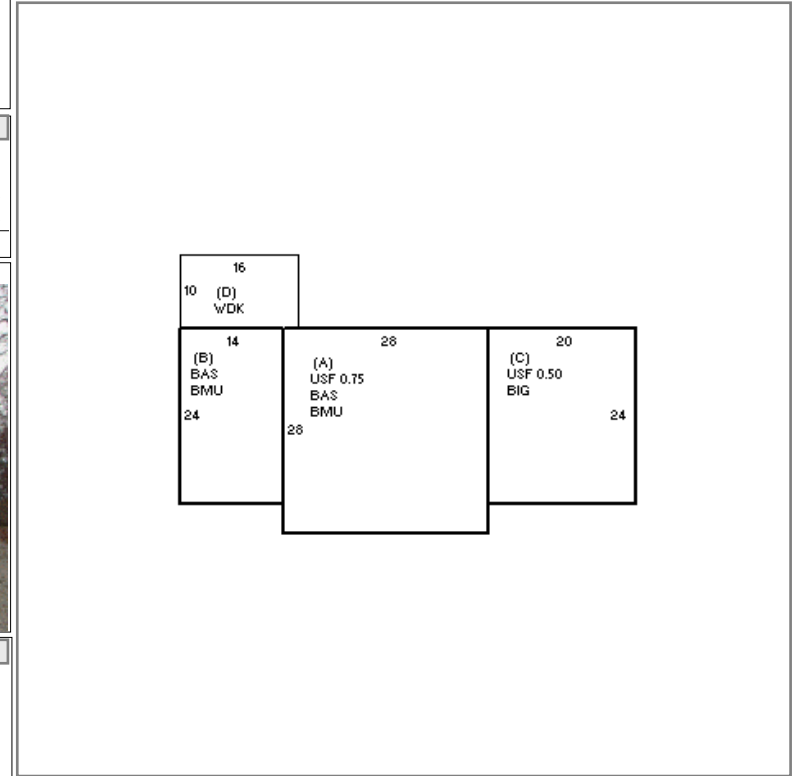 16
10
(D)
WDK
14
(B)
BAS
BMU
24
28
(A)
USF 0.75
BAS
BMU
28
20
(C)
USF 0.50
BIG
24